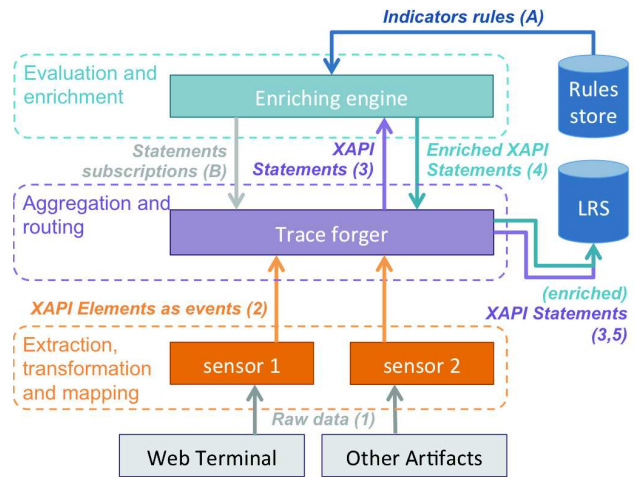 Indicators rules (A)
Evaluation and
enrichment
Enriching engine
Rules
store
Statements
subscriptions (B)
XAPI
Statements (3)
Enriched XAPI
Statements (4)
LRS
Aggregation and
routing
Trace forger
XAPI Elements as events (2)
(enriched)
XAPI Statements
(3,5)
Extraction,
transformation
and mapping
sensor 1
sensor 2
Raw data (1)
Web Terminal
Other Artifacts